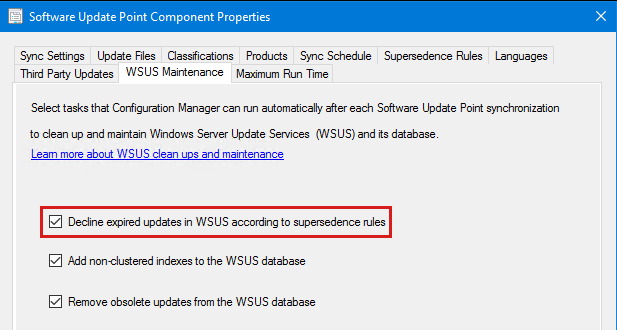 Software Update Point Component Properties
Sync Settings Update Files Classifications Products Sync Schedule Supersedence Rules Languages
Third Party Updates WSUS Maintenance Maximum Run Time
Select tasks that Configuration Manager can run automatically after each Software Update Point synchronization
to clean up and maintain Windows Server Update Services (WSUS) and its database.
Learn more about WSUS clean ups and maintenance
Decline expired updates in WSUS according to supersedence rules
Add non-clustered indexes to the WSUS database
Remove obsolete updates from the WSUS database